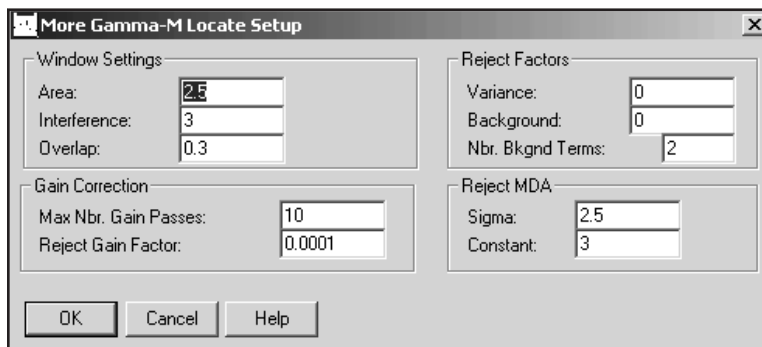 More Gamma-M Locate Setup
Window Settings
Area: 2.5
Interference: 3
Overlap: 0.3
Reject Factors
Variance: 0
Background: 0
Nbr. Bkgnd Terms: 2
Gain Correction
Max Nbr. Gain Passes: 10
Reject Gain Factor: 0.0001
Reject MDA
Sigma: 2.5
Constant: 3
OK Cancel Help